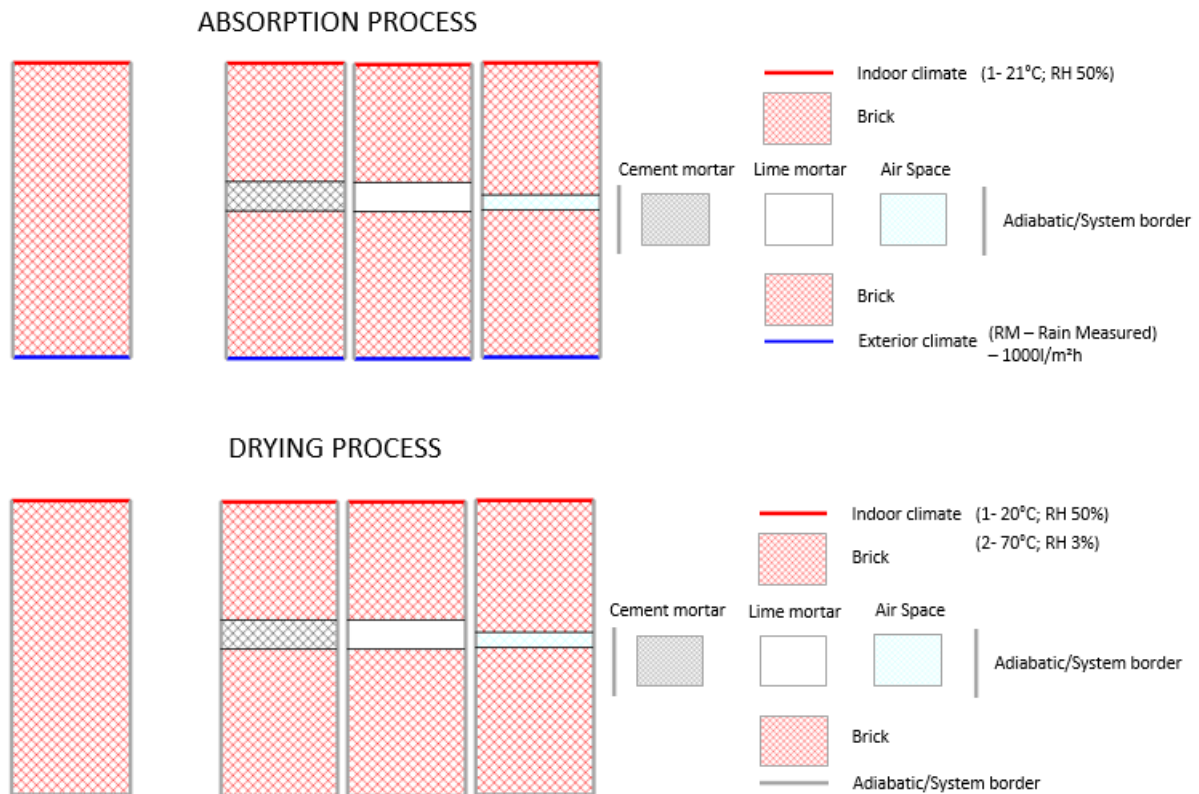 ABSORPTION PROCESS
Indoor climate (1- 21°C; RH 50%)
Brick
Cement mortar Lime mortar Air Space
Adiabatic/System border
Brick
Exterior climate (RM – Rain Measured)
– 1000l/m²h
DRYING PROCESS
Indoor climate (1- 20°C; RH 50%)
(2- 70°C; RH 3%)
Brick
Cement mortar Lime mortar Air Space
Adiabatic/System border
Brick
Adiabatic/System border